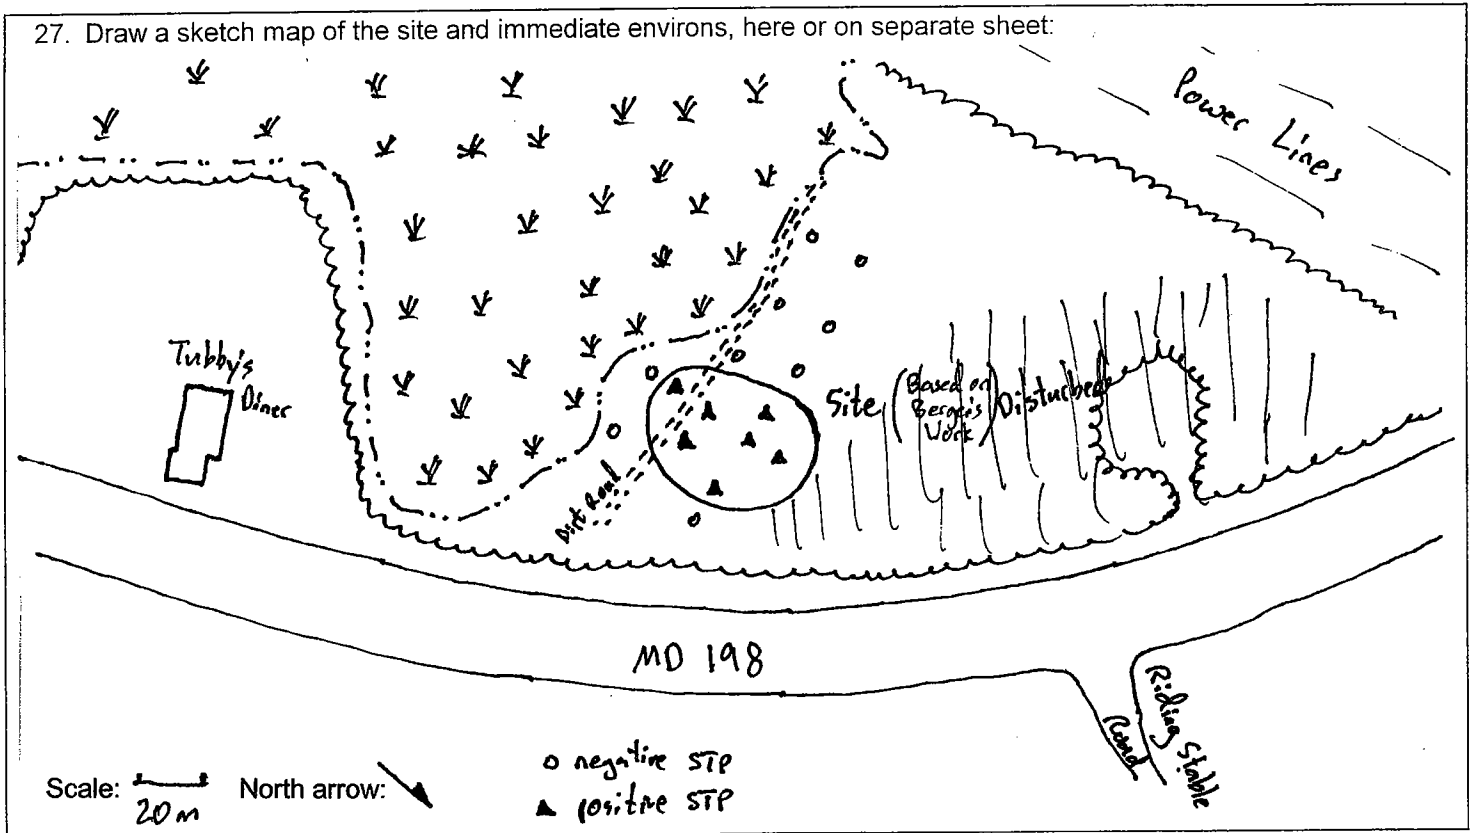 27. Draw a sketch map of the site and immediate environs, here or on separate sheet:
Power Lines
Tubby's
Diner
Site (Based on
Berger's
Work) Disturbed
Dirt Road
MD 198
Riding Stable
Road
Scale: 20 m
North arrow:
o negative STP
▲ positive STP